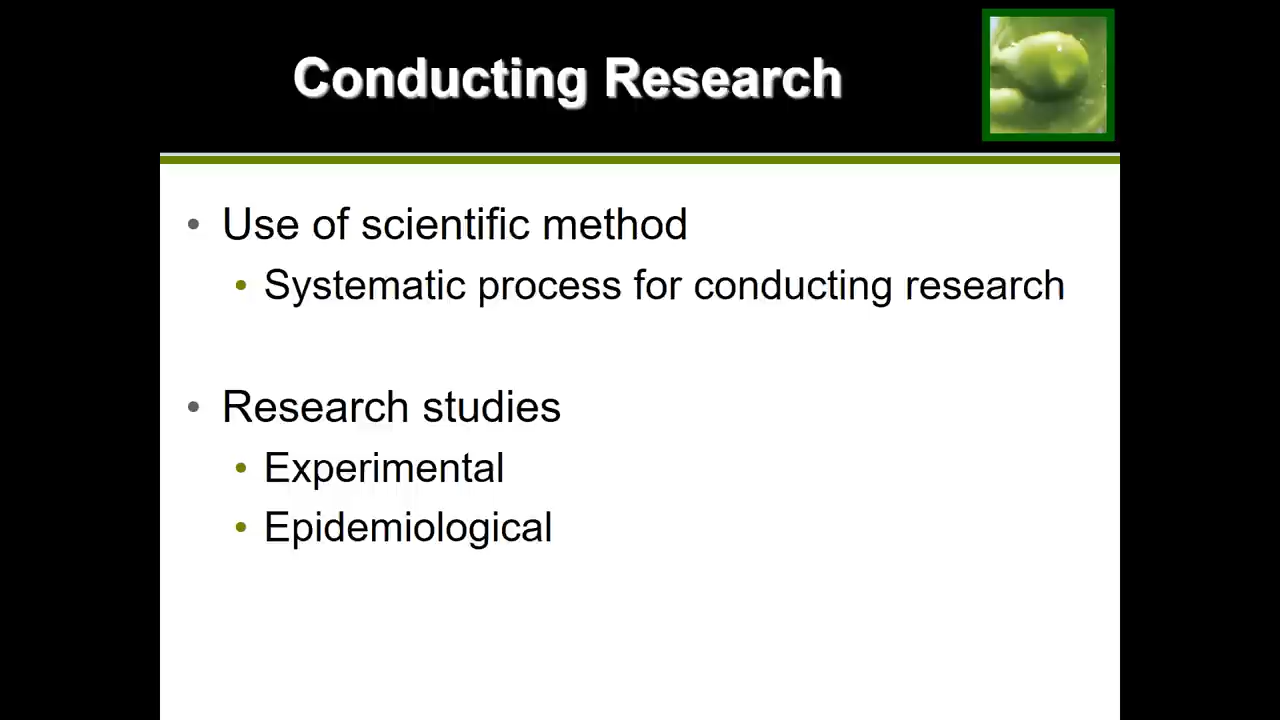 Conducting Research
• Use of scientific method
• Systematic process for conducting research
• Research studies
• Experimental
• Epidemiological